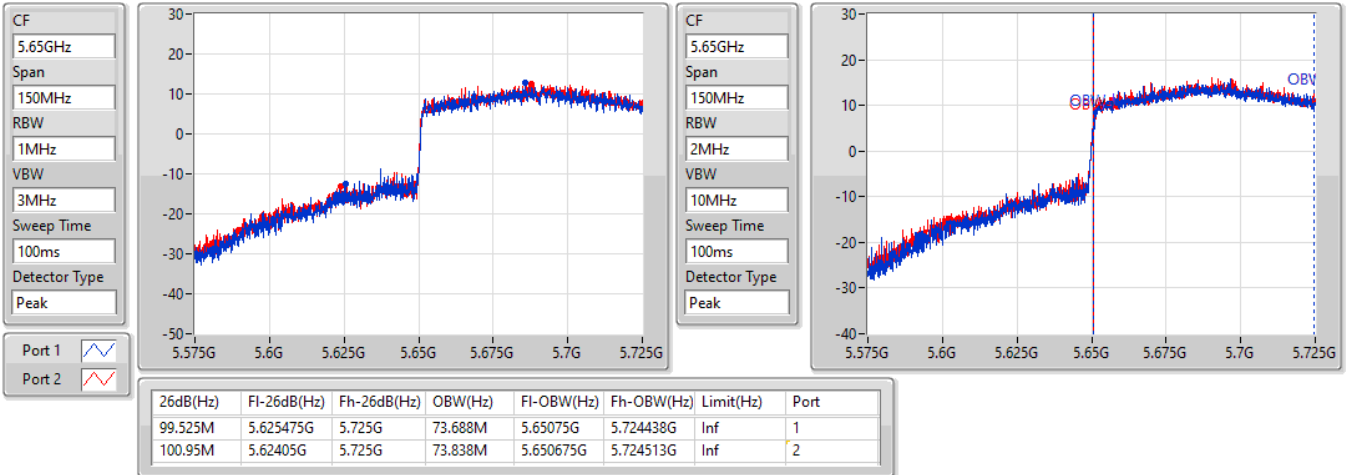 CF
5.65GHz
Span
150MHz
RBW
1MHz
VBW
3MHz
Sweep Time
100ms
Detector Type
Peak
Port 1
Port 2
30
20
10
0
-10
-20
-30
-40
-50
5.575G 5.6G 5.625G 5.65G 5.675G 5.7G 5.725G
CF
5.65GHz
Span
150MHz
RBW
2MHz
VBW
10MHz
Sweep Time
100ms
Detector Type
Peak
30
20
10
0
-10
-20
-30
-40
OBW
OBW
OBW
5.575G 5.6G 5.625G 5.65G 5.675G 5.7G 5.725G
26dB(Hz) Fl-26dB(Hz) Fh-26dB(Hz) OBW(Hz) Fl-OBW(Hz) Fh-OBW(Hz) Limit(Hz) Port
99.525M 5.625475G 5.725G 73.688M 5.65075G 5.724438G Inf 1
100.95M 5.62405G 5.725G 73.838M 5.650675G 5.724513G Inf 2